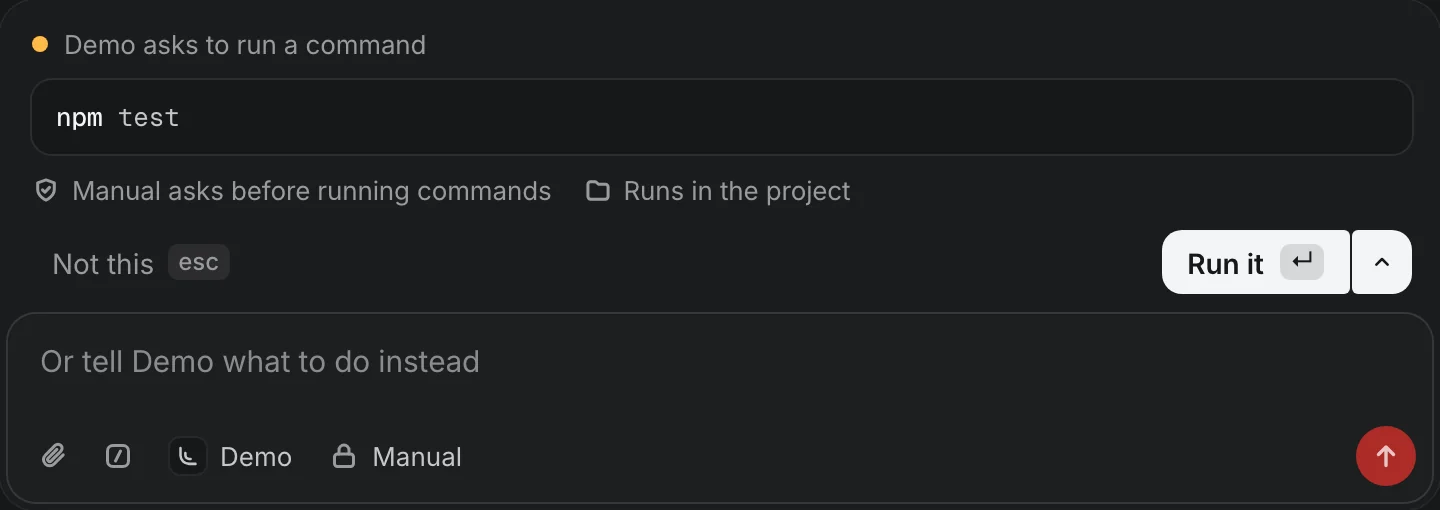 Demo asks to run a command
npm test
Manual asks before running commands Runs in the project
Not this esc Run it
Or tell Demo what to do instead
Demo Manual